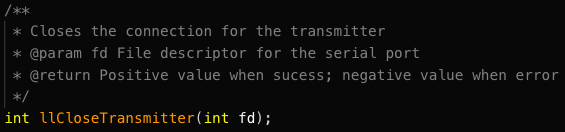 /**
 * Closes the connection for the transmitter
 * @param fd File descriptor for the serial port
 * @return Positive value when sucess; negative value when error
 */
int llCloseTransmitter(int fd);